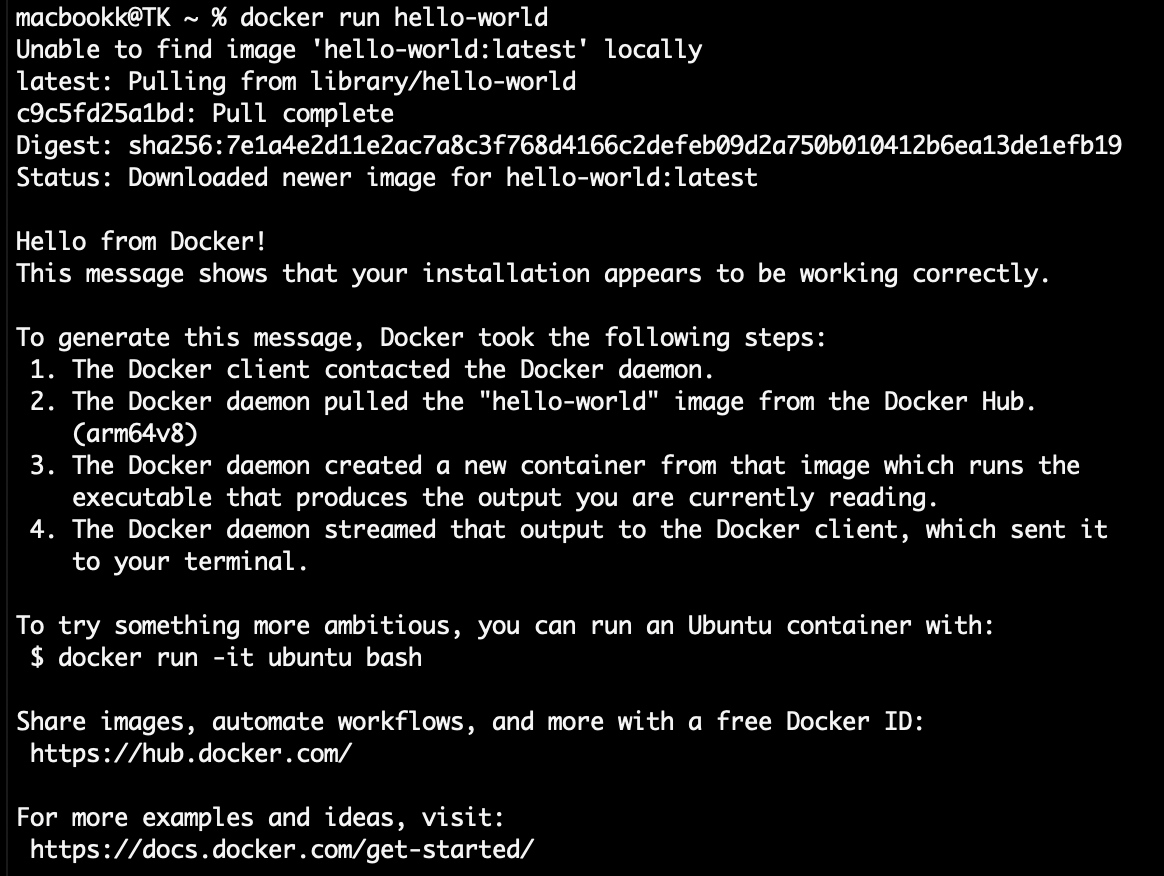 macbookk@TK ~ % docker run hello-world
Unable to find image 'hello-world:latest' locally
latest: Pulling from library/hello-world
c9c5fd25a1bd: Pull complete
Digest: sha256:7e1a4e2d11e2ac7a8c3f768d4166c2defeb09d2a750b010412b6ea13de1efb19
Status: Downloaded newer image for hello-world:latest

Hello from Docker!
This message shows that your installation appears to be working correctly.

To generate this message, Docker took the following steps:
 1. The Docker client contacted the Docker daemon.
 2. The Docker daemon pulled the "hello-world" image from the Docker Hub.
    (arm64v8)
 3. The Docker daemon created a new container from that image which runs the
    executable that produces the output you are currently reading.
 4. The Docker daemon streamed that output to the Docker client, which sent it
    to your terminal.

To try something more ambitious, you can run an Ubuntu container with:
 $ docker run -it ubuntu bash

Share images, automate workflows, and more with a free Docker ID:
 https://hub.docker.com/

For more examples and ideas, visit:
 https://docs.docker.com/get-started/